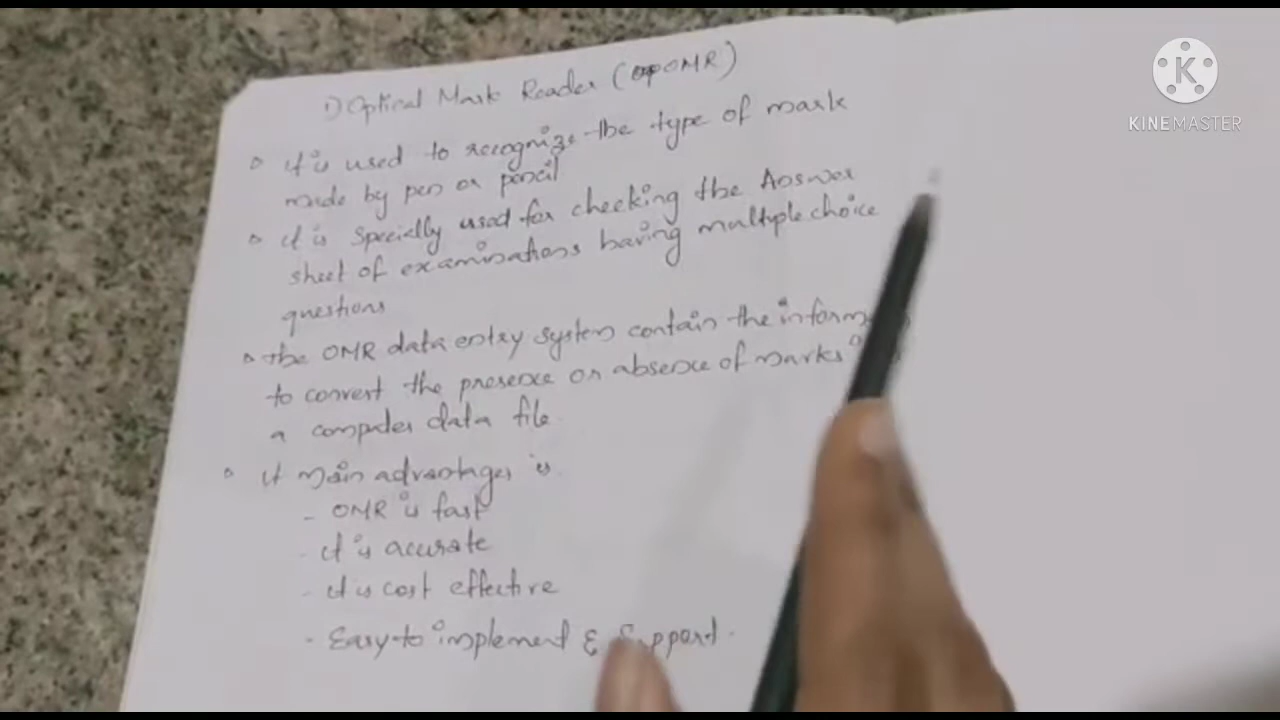 1) Optical Mark Reader ( OMR)
it is used to recognize the type of mark
made by pen or pencil
it is Specially used for checking the Answer
sheet of examinations having multiple choice
questions
the OMR data entry system contain the inform
to convert the presence or absence of marks
a computer data file.
it Main advantages is
- OMR is fast
- it is accurate
- it is cost effective
- Easy to implement & Support.
K
KINEMASTER